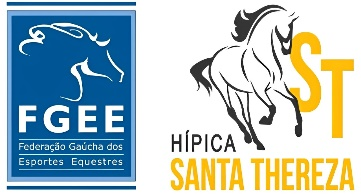 FGEE
Federação Gaúcha dos
Esportes Equestres
ST
HÍPICA
SANTA THEREZA